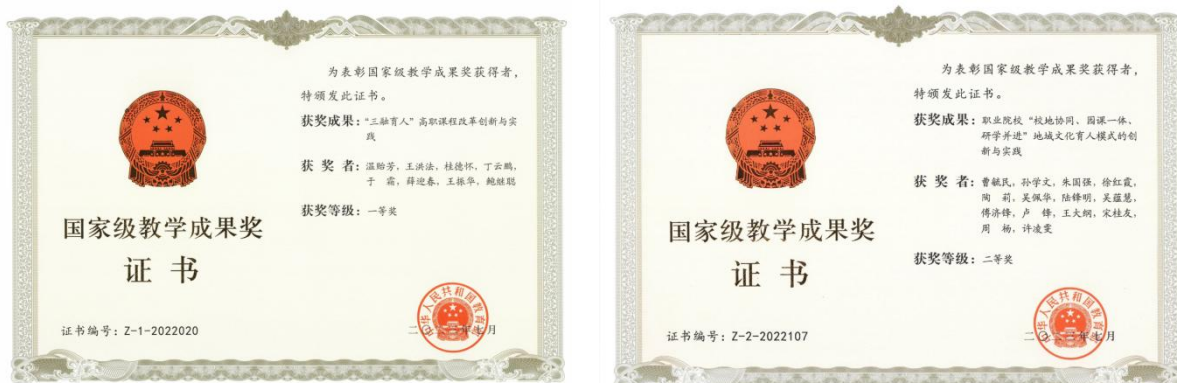 为表彰国家级教学成果奖获得者，
特颁发此证书。
获奖成果：“三融育人”高职课程改革创新与实
践
获 奖 者：温贻芳，王洪法，桂德怀，丁云鹏，
于 霜，薛迎春，王振华，鲍继聪
获奖等级：一等奖
国家级教学成果奖
证 书
证书编号：Z-1-2022020
为表彰国家级教学成果奖获得者，
特颁发此证书。
获奖成果：职业院校“校地协同、园课一体、
研学并进”地域文化育人模式的创
新与实践
获 奖 者：曹毓民，孙学文，朱国强，徐红霞，
陶 莉，吴佩华，陆锋明，吴蕴慧，
傅济锋，卢 锋，王大纲，宋桂友，
周 杨，许凌雯
获奖等级：二等奖
国家级教学成果奖
证 书
证书编号：Z-2-2022107